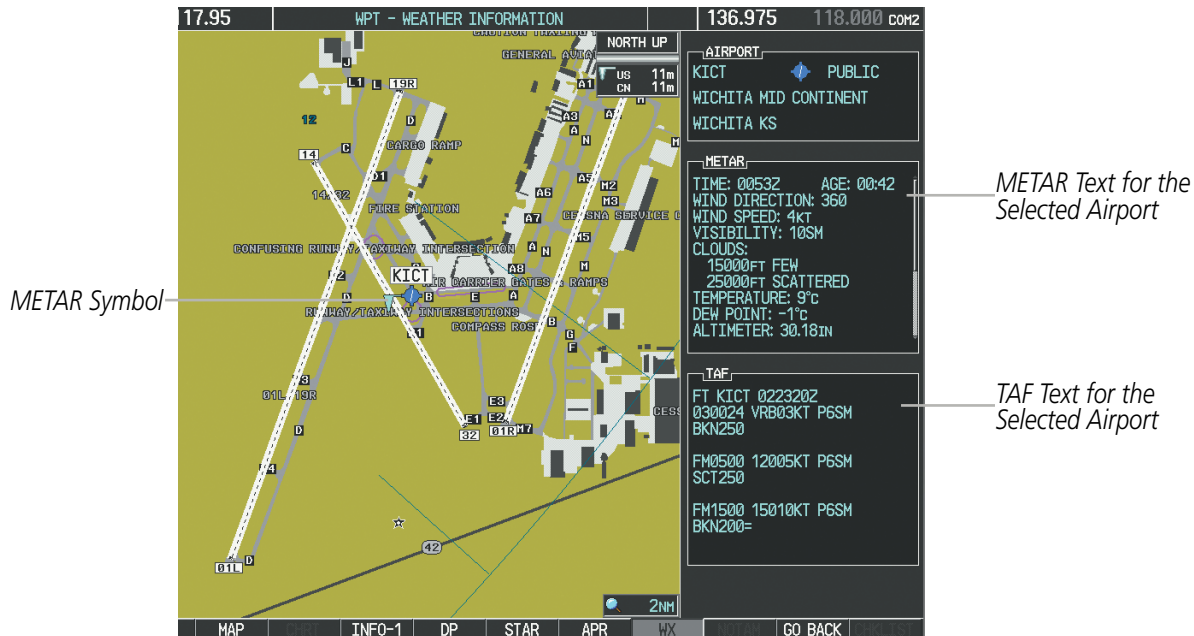 17.95
WPT - WEATHER INFORMATION
136.975
118.000 COM2
NORTH UP
US 11m
CN 11m
GENERAL AVIA
J
L1
L
19R
A1
12
D
A3
A
N
CARGO RAMP
14
C
14-32
D1
A5
M2
A6
M3
FIRE STATION
A7
CESSNA SERVICE C
M5
CONFUSING RUNWAY/TAXIWAY INTERSECTION
A
N
KICT
A8
M
AIR CARRIER GATES & RAMPS
D
B
E
A
RUNWAY/TAXIWAY INTERSECTIONS
COMPASS ROSE
B
G
F
01L-19R
E3
CESS
E1
E2
M7
32
01R
D
42
01L
D
2NM
AIRPORT
KICT PUBLIC
WICHITA MID CONTINENT
WICHITA KS
METAR
TIME: 0053Z AGE: 00:42
WIND DIRECTION: 360
WIND SPEED: 4KT
VISIBILITY: 10SM
CLOUDS:
15000FT FEW
25000FT SCATTERED
TEMPERATURE: 9°C
DEW POINT: -1°C
ALTIMETER: 30.18IN
TAF
FT KICT 022320Z
030024 VRB03KT P6SM
BKN250
FM0500 12005KT P6SM
SCT250
FM1500 15010KT P6SM
BKN200=
MAP
CHRT
INFO-1
DP
STAR
APR
WX
NOTAM
GO BACK
CHKLIST
METAR Symbol
METAR Text for the
Selected Airport
TAF Text for the
Selected Airport